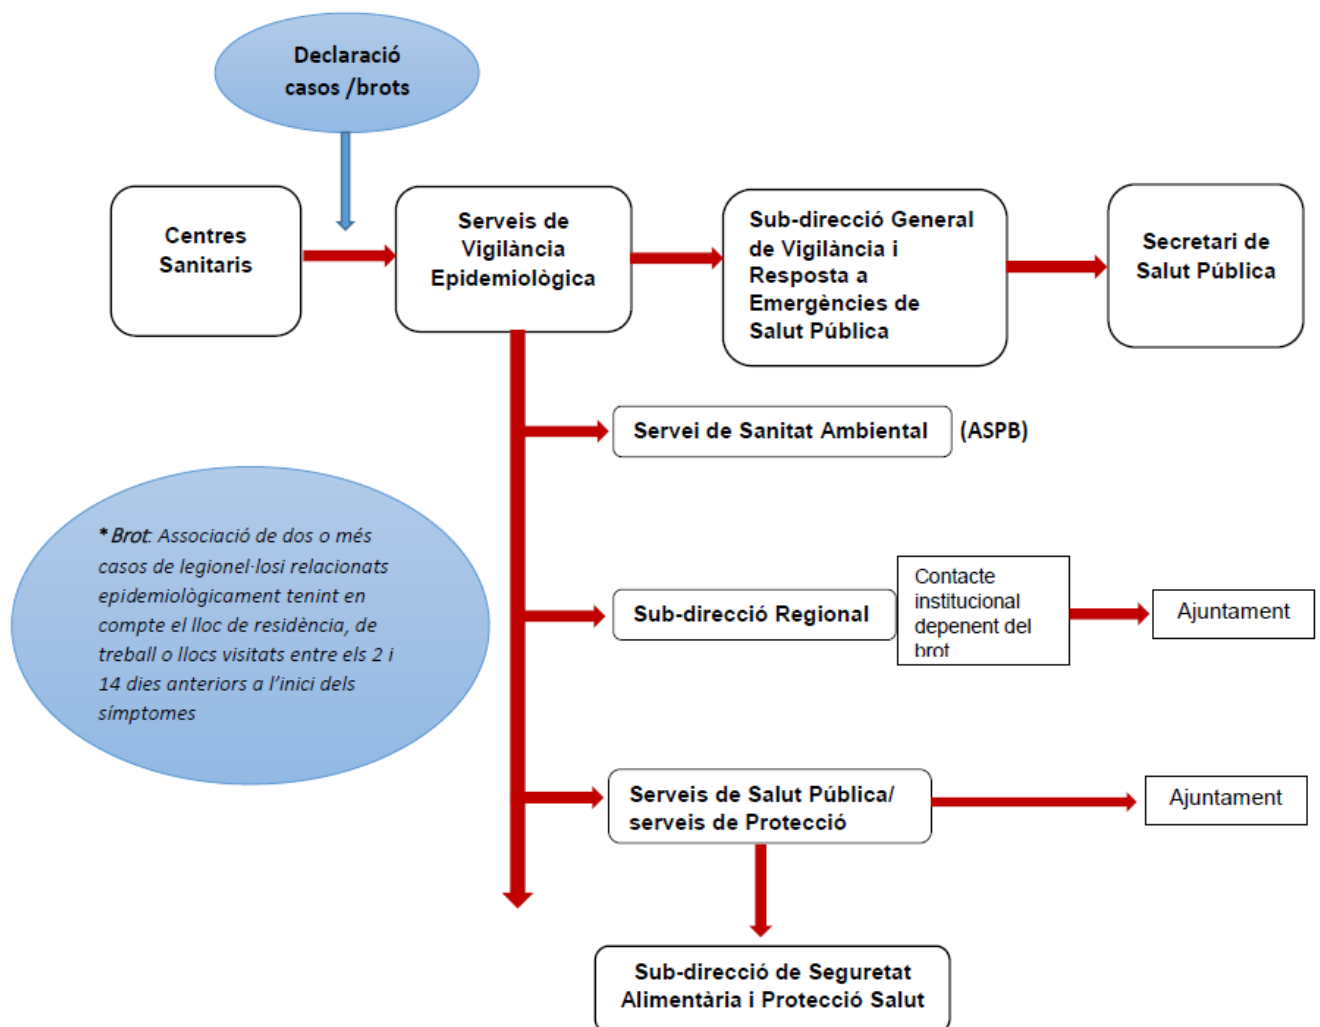 Declaració
casos /brots
Centres
Sanitaris
Serveis de
Vigilància
Epidemiològica
Sub-direcció General
de Vigilància i
Resposta a
Emergències de
Salut Pública
Secretari de
Salut Pública
Servei de Sanitat Ambiental (ASPB)
* Brot: Associació de dos o més
casos de legionel·losi relacionats
epidemiològicament tenint en
compte el lloc de residència, de
treball o llocs visitats entre els 2 i
14 dies anteriors a l'inici dels
símptomes
Sub-direcció Regional
Contacte
institucional
depenent del
brot
Ajuntament
Serveis de Salut Pública/
serveis de Protecció
Ajuntament
Sub-direcció de Seguretat
Alimentària i Protecció Salut